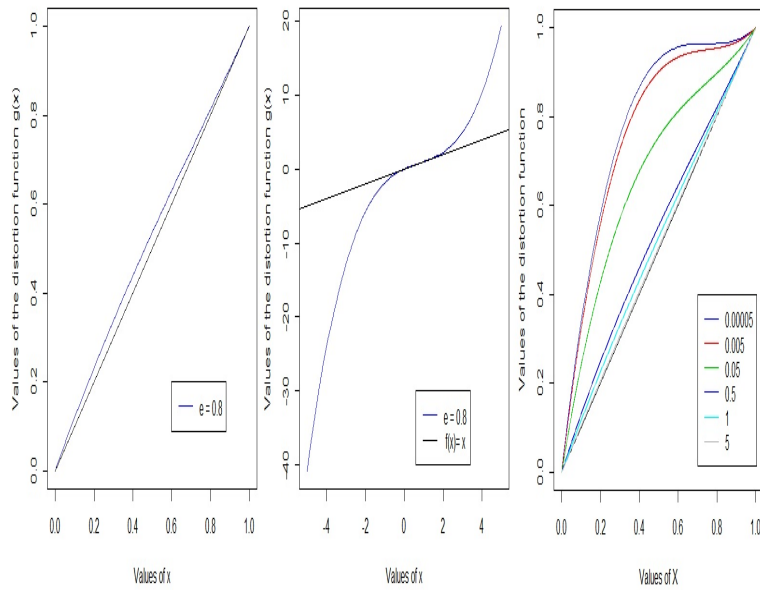 Values of the distortion function g(x)
0.0
0.2
0.4
0.6
0.8
1.0
e = 0.8
0.0 0.2 0.4 0.6 0.8 1.0
Values of x
Values of the distortion function g(x)
20
10
0
-10
-20
-30
-40
e = 0.8
f(x)= x
-4 -2 0 2 4
Values of x
Values of the distortion function
1.0
0.8
0.6
0.4
0.2
0.0
0.00005
0.005
0.05
0.5
1
5
0.0 0.2 0.4 0.6 0.8 1.0
Values of X